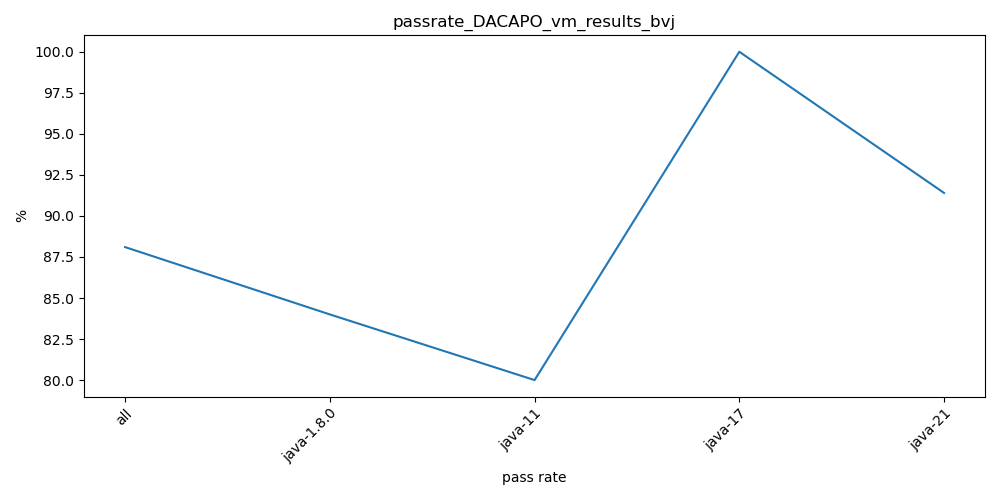 passrate_DACAPO_vm_results_bvj
100.0
97.5
95.0
92.5
90.0
87.5
85.0
82.5
80.0
%
all
java-1.8.0
java-11
java-17
java-21
pass rate